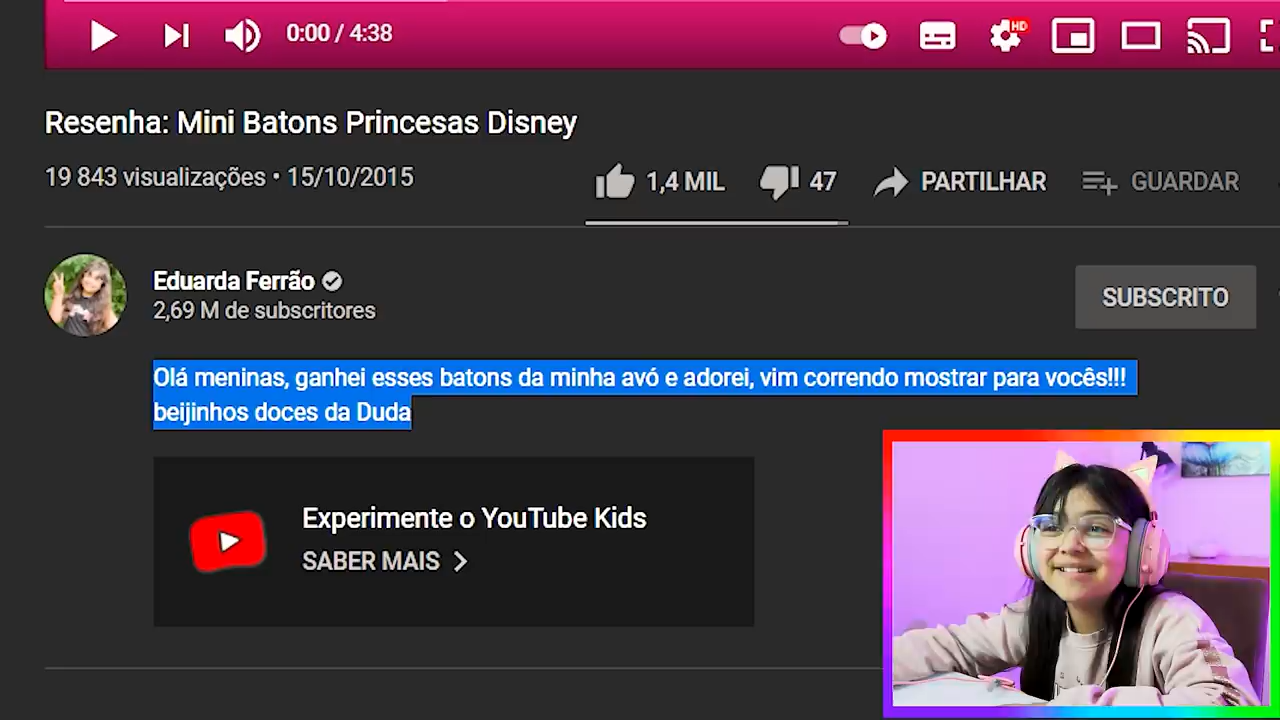 0:00 / 4:38
HD
Resenha: Mini Batons Princesas Disney
19 843 visualizações • 15/10/2015
1,4 MIL
47
PARTILHAR
GUARDAR
Eduarda Ferrão
2,69 M de subscritores
SUBSCRITO
Olá meninas, ganhei esses batons da minha avó e adorei, vim correndo mostrar para vocês!!!
beijinhos doces da Duda
Experimente o YouTube Kids
SABER MAIS